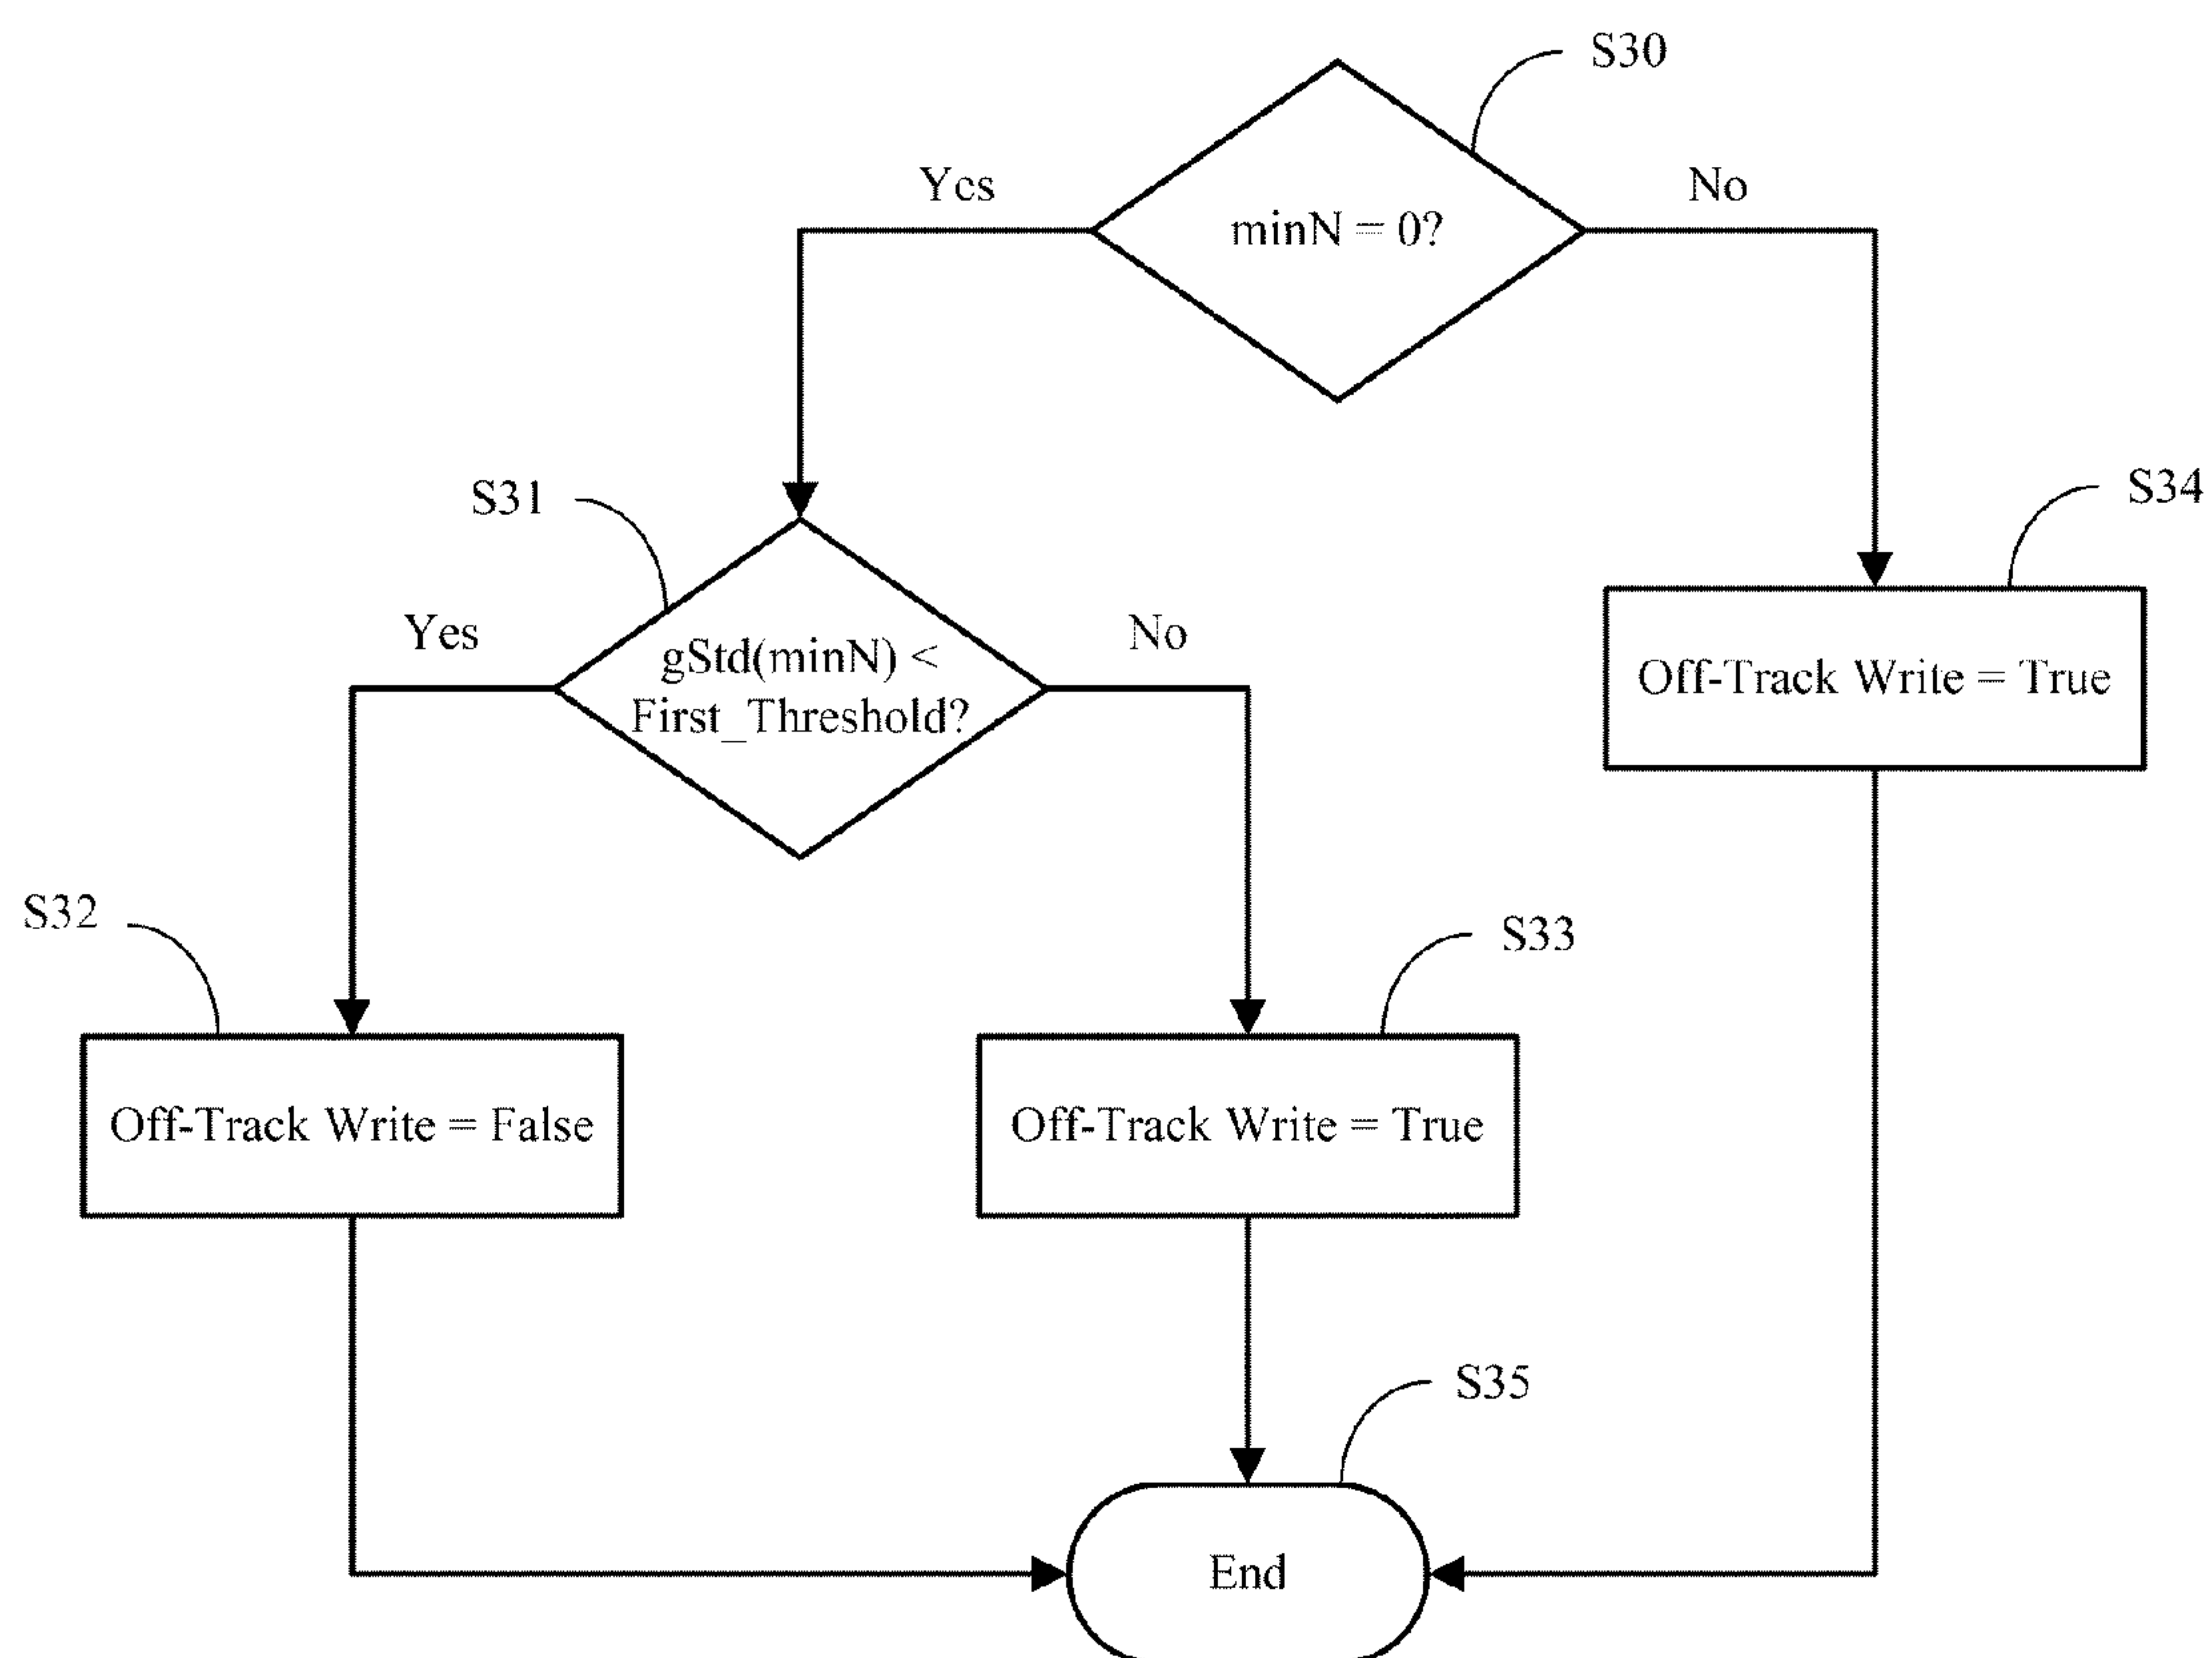 S30
Yes
No
minN = 0?
S31
S34
Yes
No
gStd(minN) <
First_Threshold?
Off-Track Write = True
S32
S33
Off-Track Write = False
Off-Track Write = True
S35
End